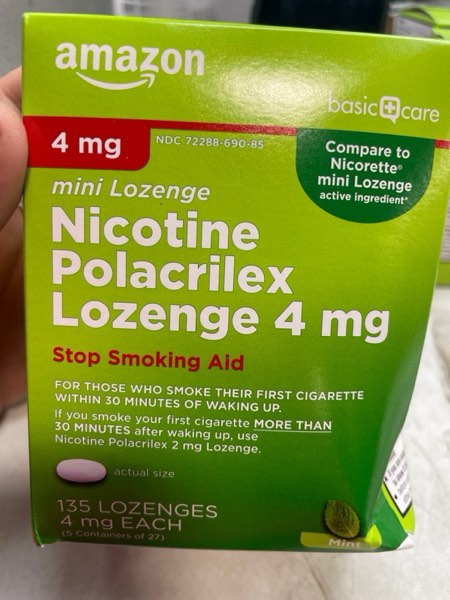 amazon
basic care
4 mg
NDC 72288-690-85
Compare to
Nicorette®
mini Lozenge
active ingredient*
mini Lozenge
Nicotine
Polacrilex
Lozenge 4 mg
Stop Smoking Aid
FOR THOSE WHO SMOKE THEIR FIRST CIGARETTE
WITHIN 30 MINUTES OF WAKING UP.
If you smoke your first cigarette MORE THAN
30 MINUTES after waking up, use
Nicotine Polacrilex 2 mg Lozenge.
actual size
135 LOZENGES
4 mg EACH
(5 Containers of 27)
Mint